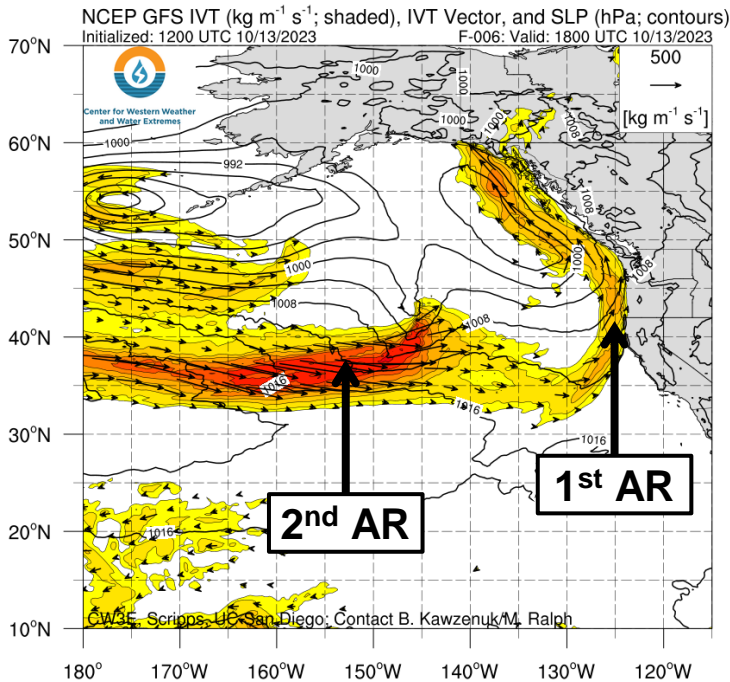 NCEP GFS IVT (kg m⁻¹ s⁻¹; shaded), IVT Vector, and SLP (hPa; contours)
Initialized: 1200 UTC 10/13/2023 F-006: Valid: 1800 UTC 10/13/2023
70°N
500
[kg m⁻¹ s⁻¹]
Center for Western Weather
and Water Extremes
1000
1000
1000
1000
1008
60°N
1000
992
1008
1008
50°N
1000
1000
1008
1008
1008
40°N
1016
1016
30°N
1016
1st AR
2nd AR
20°N
1016
CW3E, Scripps, UC San Diego; Contact B. Kawzenuk/M. Ralph
10°N
180° 170°W 160°W 150°W 140°W 130°W 120°W